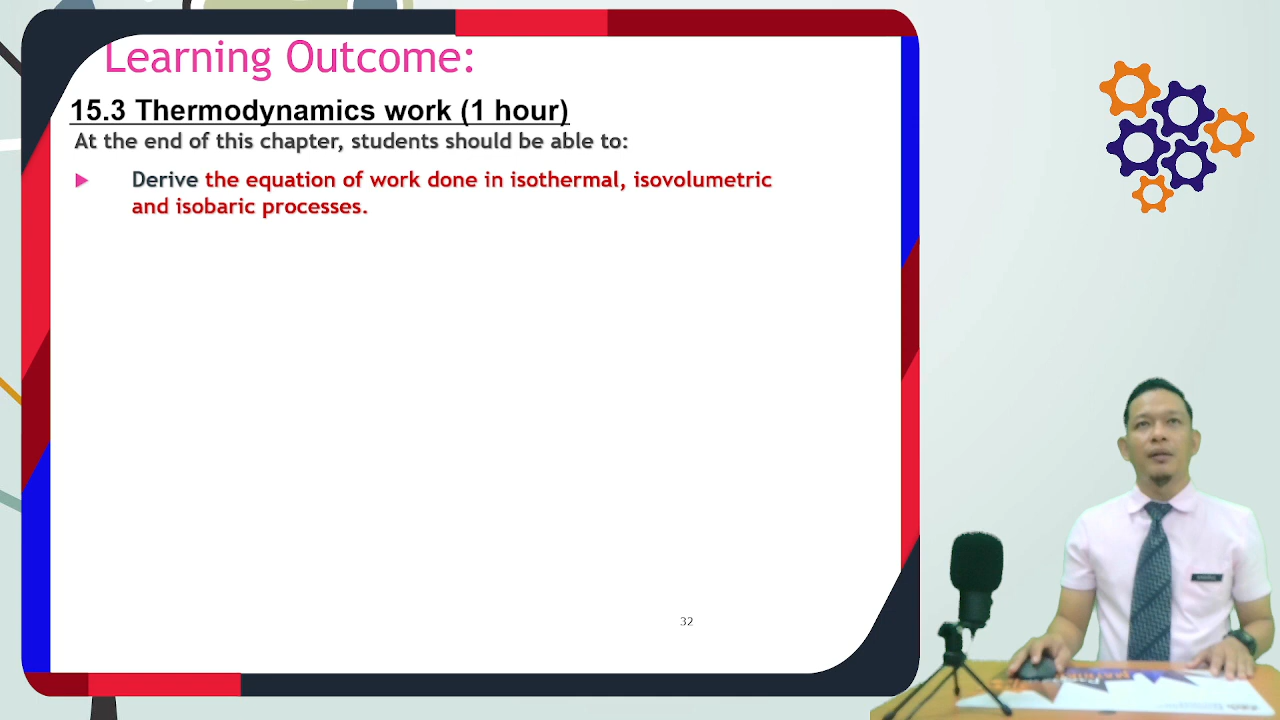 Learning Outcome:
15.3 Thermodynamics work (1 hour)
At the end of this chapter, students should be able to:
Derive the equation of work done in isothermal, isovolumetric
and isobaric processes.
32